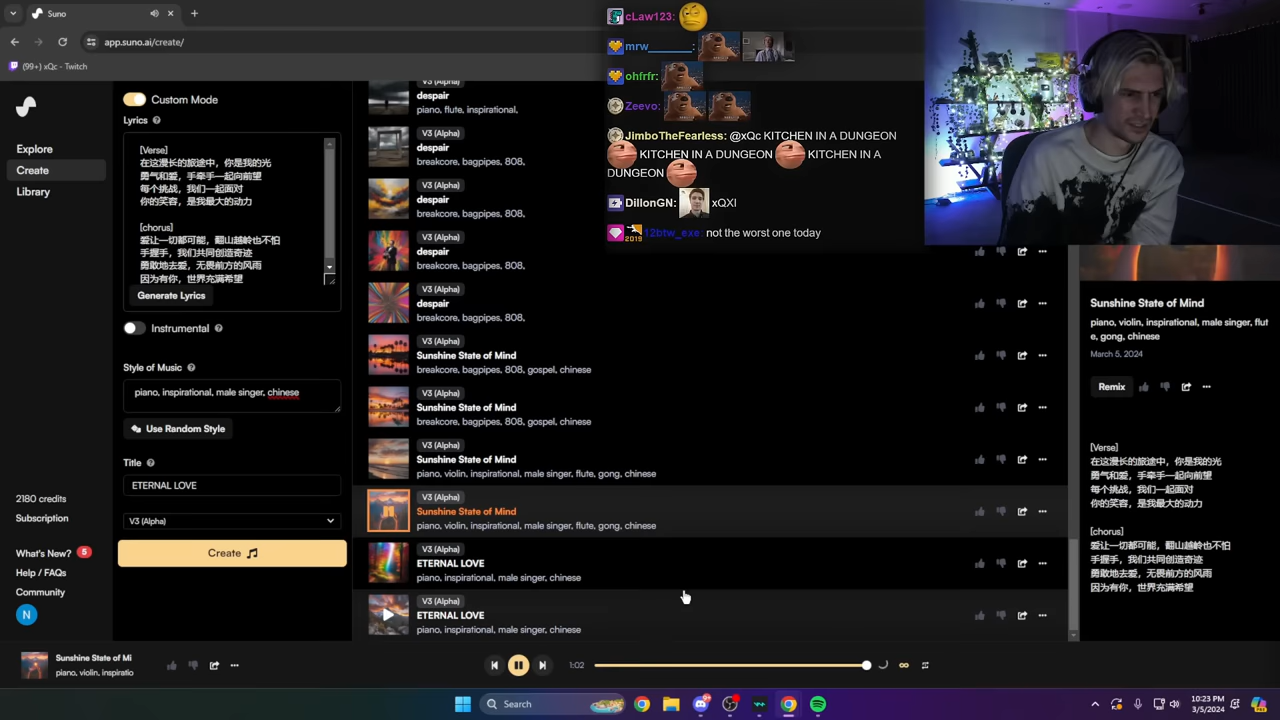 Suno
app.suno.ai/create/
(99+) xQc - Twitch
Explore
Create
Library
2180 credits
Subscription
What's New? 5
Help / FAQs
Community
N
Custom Mode
Lyrics
[Verse]
在这漫长的旅途中，你是我的光
勇气和爱，手牵手一起向前望
每个挑战，我们一起面对
你的笑容，是我最大的动力
[chorus]
爱让一切都可能，翻山越岭也不怕
手握手，我们共同创造奇迹
勇敢地去爱，无畏前方的风雨
因为有你，世界充满希望
Generate Lyrics
Instrumental
Style of Music
piano, inspirational, male singer, chinese
Use Random Style
Title
ETERNAL LOVE
V3 (Alpha)
Create
despair
piano, flute, inspirational,
V3 (Alpha)
despair
breakcore, bagpipes, 808,
V3 (Alpha)
despair
breakcore, bagpipes, 808,
V3 (Alpha)
despair
breakcore, bagpipes, 808,
V3 (Alpha)
despair
breakcore, bagpipes, 808,
V3 (Alpha)
Sunshine State of Mind
breakcore, bagpipes, 808, gospel, chinese
V3 (Alpha)
Sunshine State of Mind
breakcore, bagpipes, 808, gospel, chinese
V3 (Alpha)
Sunshine State of Mind
piano, violin, inspirational, male singer, flute, gong, chinese
V3 (Alpha)
Sunshine State of Mind
piano, violin, inspirational, male singer, flute, gong, chinese
V3 (Alpha)
ETERNAL LOVE
piano, inspirational, male singer, chinese
V3 (Alpha)
ETERNAL LOVE
piano, inspirational, male singer, chinese
cLaw123:
mrw_______:
ohfrfr:
Zeevo:
JimboTheFearless: @xQc KITCHEN IN A DUNGEON
KITCHEN IN A DUNGEON KITCHEN IN A
DUNGEON
DillonGN: xQXI
2019 12btw_exe: not the worst one today
Sunshine State of Mind
piano, violin, inspirational, male singer, flut
e, gong, chinese
March 5, 2024
Remix
[Verse]
在这漫长的旅途中，你是我的光
勇气和爱，手牵手一起向前望
每个挑战，我们一起面对
你的笑容，是我最大的动力
[chorus]
爱让一切都可能，翻山越岭也不怕
手握手，我们共同创造奇迹
勇敢地去爱，无畏前方的风雨
因为有你，世界充满希望
Sunshine State of Mi
piano, violin, inspiratio
1:02
Search
10:23 PM
3/5/2024